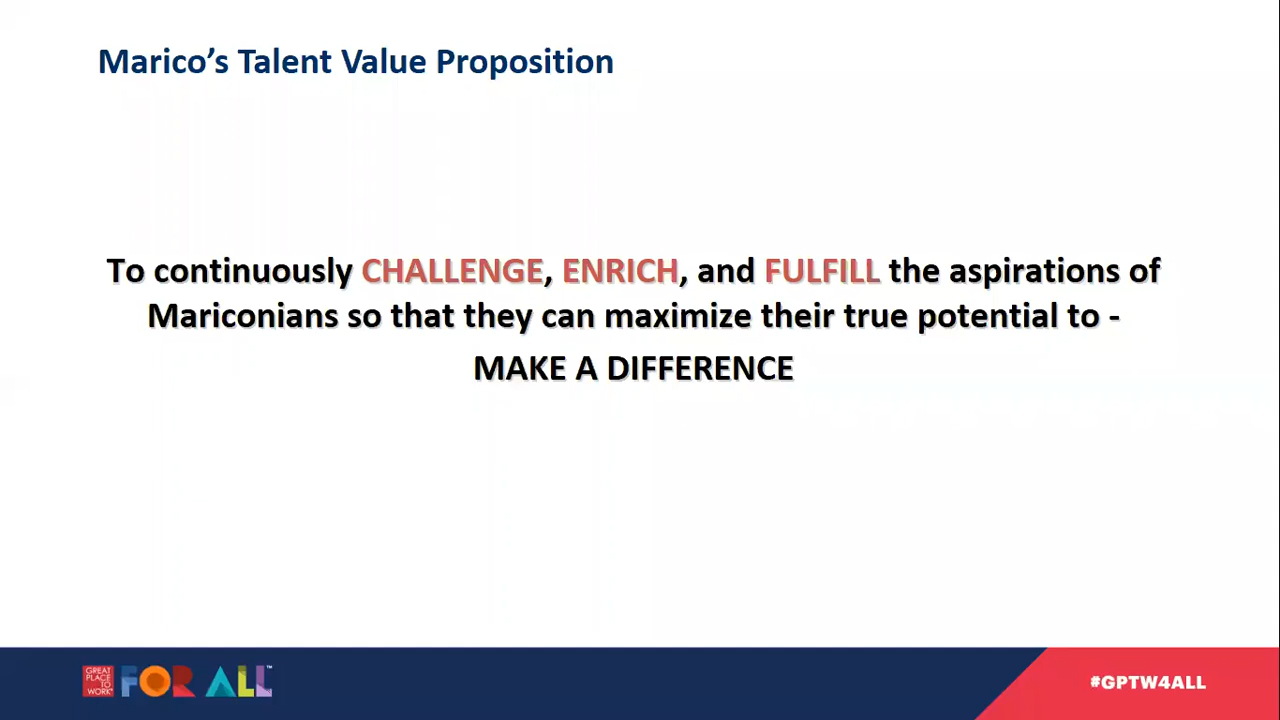 Marico’s Talent Value Proposition
To continuously CHALLENGE, ENRICH, and FULFILL the aspirations of
Mariconians so that they can maximize their true potential to -
MAKE A DIFFERENCE
GREAT
PLACE
TO
WORK®
FOR ALL™
#GPTW4ALL